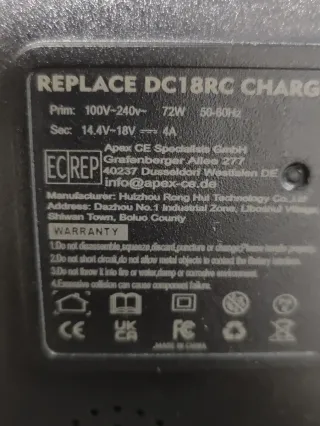 REPLACE DC18RC CHARG
Prim: 100V~240v~ 72W 50-60Hz
Sec: 14.4V-18V 4A
EC REP
Apex CE Specialists GmbH
Grafenberger Allee 277
40237 Dusseldorf Westfalen DE
info@apex-ce.de
Manufacturer: Huizhou Rong Hui Technology Co.,Ltd
Address: Dazhou No.1 Industrial Zone, Village
Shiwan Town, Boluo County
WARRANTY
1.Do not disassemble,squeeze,discard,puncture or change!Please handle properly.
2.Do not short circuit,do not allow metal objects to contact the Battery interface.
3.Do not throw it into fire or water,damp or corrosive environment.
4.Excessive collision can cause component failure.
CE UK CA FC
MADE IN CHINA